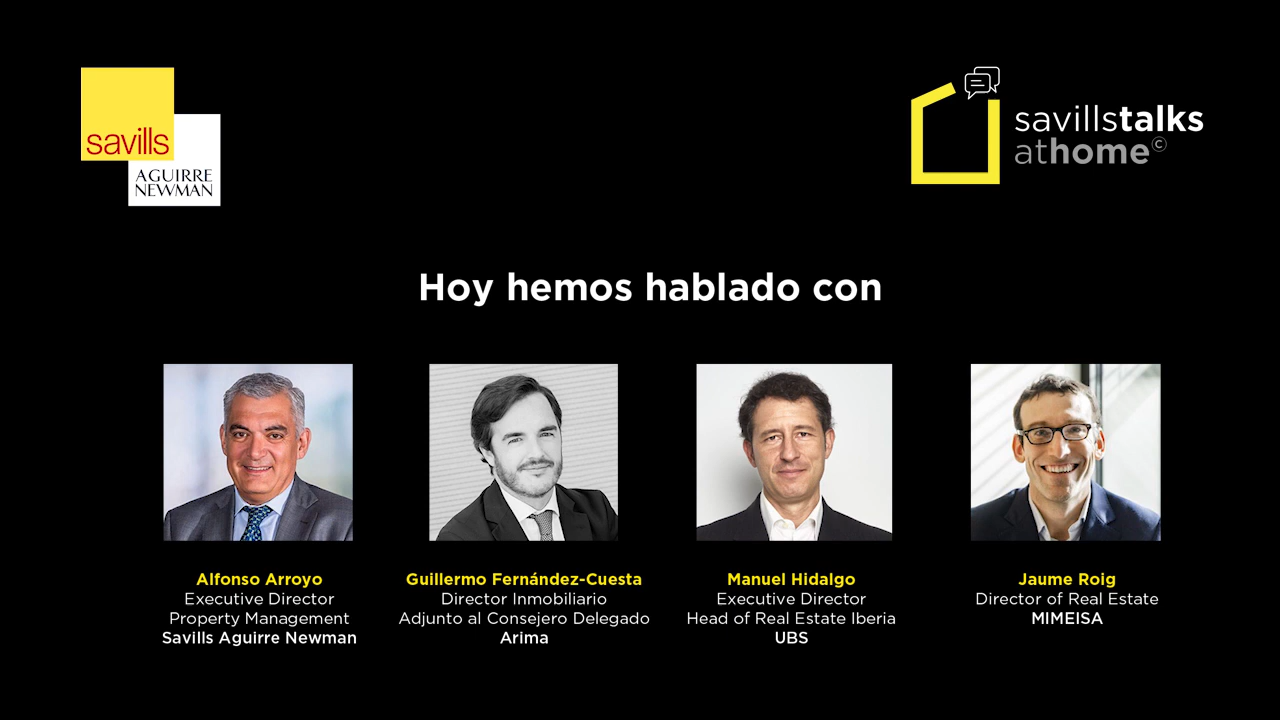 savills
AGUIRRE
NEWMAN
savillstalks
athome©
Hoy hemos hablado con
Alfonso Arroyo
Executive Director
Property Management
Savills Aguirre Newman
Guillermo Fernández-Cuesta
Director Inmobiliario
Adjunto al Consejero Delegado
Arima
Manuel Hidalgo
Executive Director
Head of Real Estate Iberia
UBS
Jaume Roig
Director of Real Estate
MIMEISA